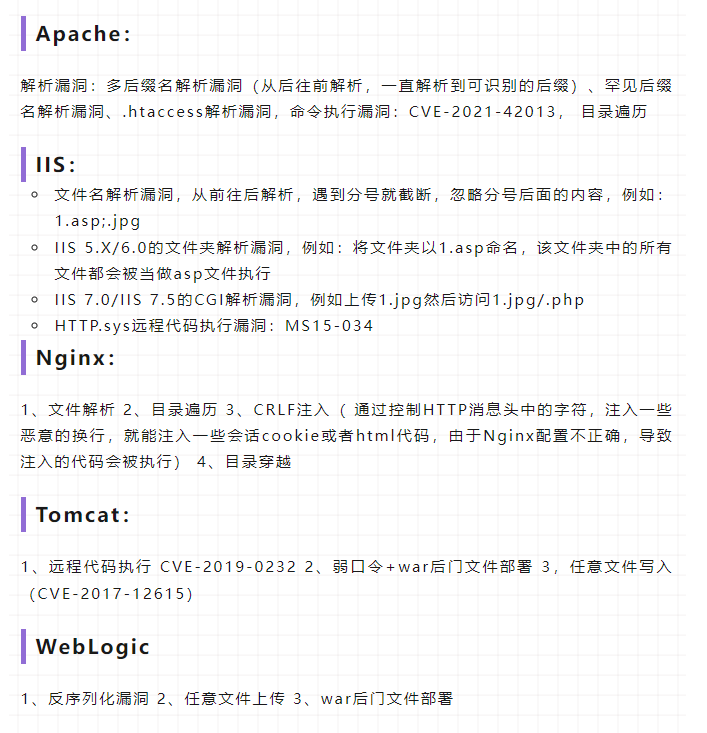 Apache：
解析漏洞：多后缀名解析漏洞（从后往前解析，一直解析到可识别的后缀）、罕见后缀
名解析漏洞、.htaccess解析漏洞，命令执行漏洞：CVE-2021-42013， 目录遍历
IIS：
文件名解析漏洞，从前往后解析，遇到分号就截断，忽略分号后面的内容，例如：
1.asp;.jpg
IIS 5.X/6.0的文件夹解析漏洞，例如：将文件夹以1.asp命名，该文件夹中的所有
文件都会被当做asp文件执行
IIS 7.0/IIS 7.5的CGI解析漏洞，例如上传1.jpg然后访问1.jpg/.php
HTTP.sys远程代码执行漏洞：MS15-034
Nginx：
1、文件解析 2、目录遍历 3、CRLF注入（ 通过控制HTTP消息头中的字符，注入一些
恶意的换行，就能注入一些会话cookie或者html代码，由于Nginx配置不正确，导致
注入的代码会被执行） 4、目录穿越
Tomcat：
1、远程代码执行 CVE-2019-0232 2、弱口令+war后门文件部署 3，任意文件写入
（CVE-2017-12615）
WebLogic
1、反序列化漏洞 2、任意文件上传 3、war后门文件部署